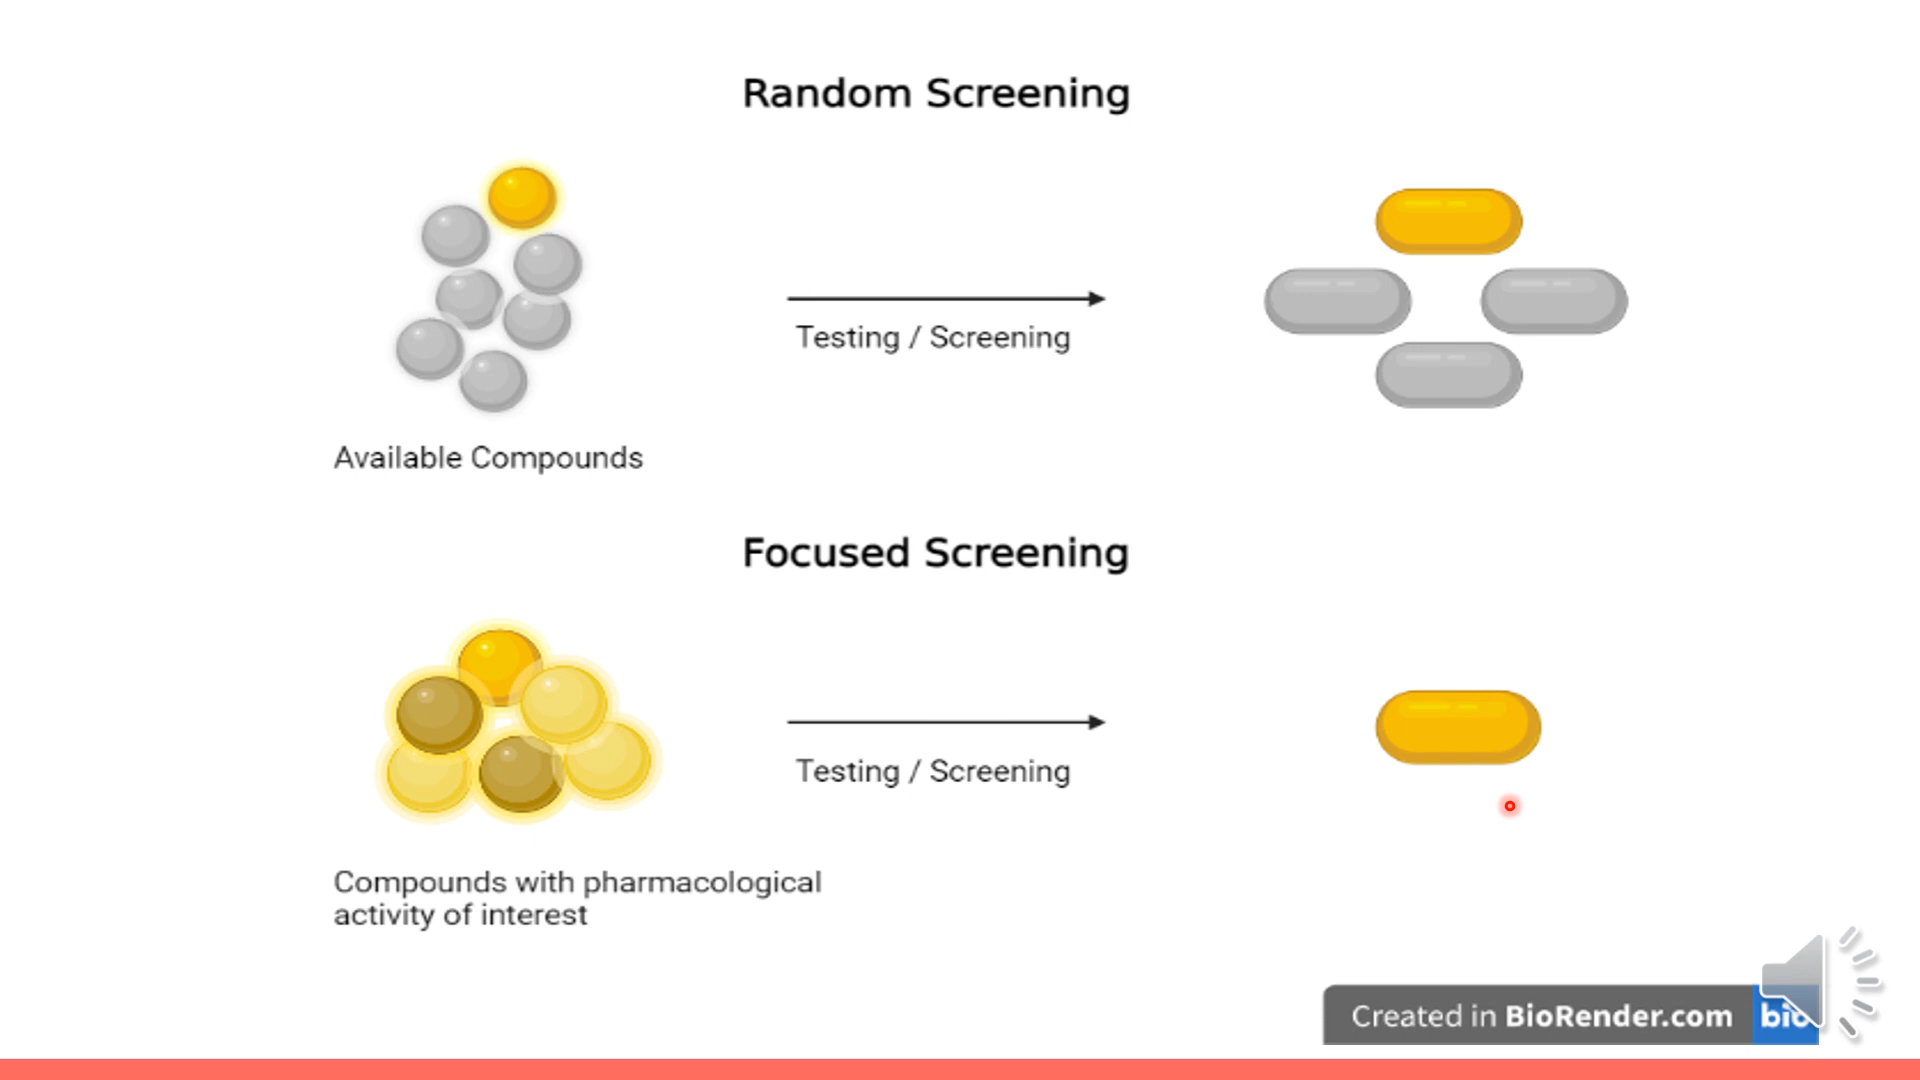 Random Screening
Testing / Screening
Available Compounds
Focused Screening
Testing / Screening
Compounds with pharmacological
activity of interest
Created in BioRender.com
bio